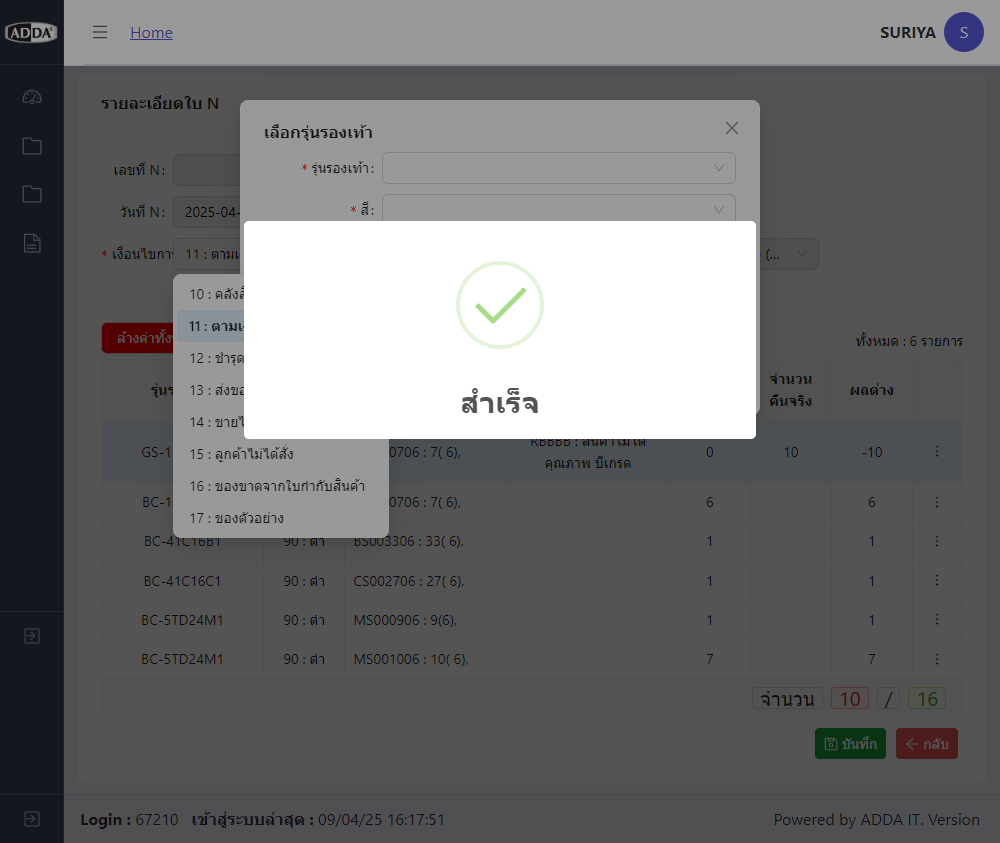 ADDA
Home
SURIYA
S
รายละเอียดใบ N
เลือกรุ่นรองเท้า
เลขที่ N:
* รุ่นรองเท้า:
วันที่ N:
2025-04-
* สี:
* เงื่อนไขการ
11 : ตามเ
(...
10 : คลังสิ
11 : ตามเ
12 : ชำรุด
13 : ส่งขอ
14 : ขายไ
15 : ลูกค้าไม่ได้สั่ง
16 : ของขาดจากใบกำกับสินค้า
17 : ของตัวอย่าง
สำเร็จ
ล้างค่าทั้ง
ทั้งหมด : 6 รายการ
รุ่นร
จำนวน
คืนจริง
ผลต่าง
GS-1
0706 : 7( 6),
RBBBB : สินค้าไม่ได้
คุณภาพ บีเกรด
0
10
-10
BC-1
0706 : 7( 6),
6
6
BC-41C16B1
90 : ดำ
BS003306 : 33( 6),
1
1
BC-41C16C1
90 : ดำ
CS002706 : 27( 6),
1
1
BC-5TD24M1
90 : ดำ
MS000906 : 9(6),
1
1
BC-5TD24M1
90 : ดำ
MS001006 : 10( 6),
7
7
จำนวน 10 / 16
บันทึก
กลับ
Login : 67210 เข้าสู่ระบบล่าสุด : 09/04/25 16:17:51
Powered by ADDA IT. Version